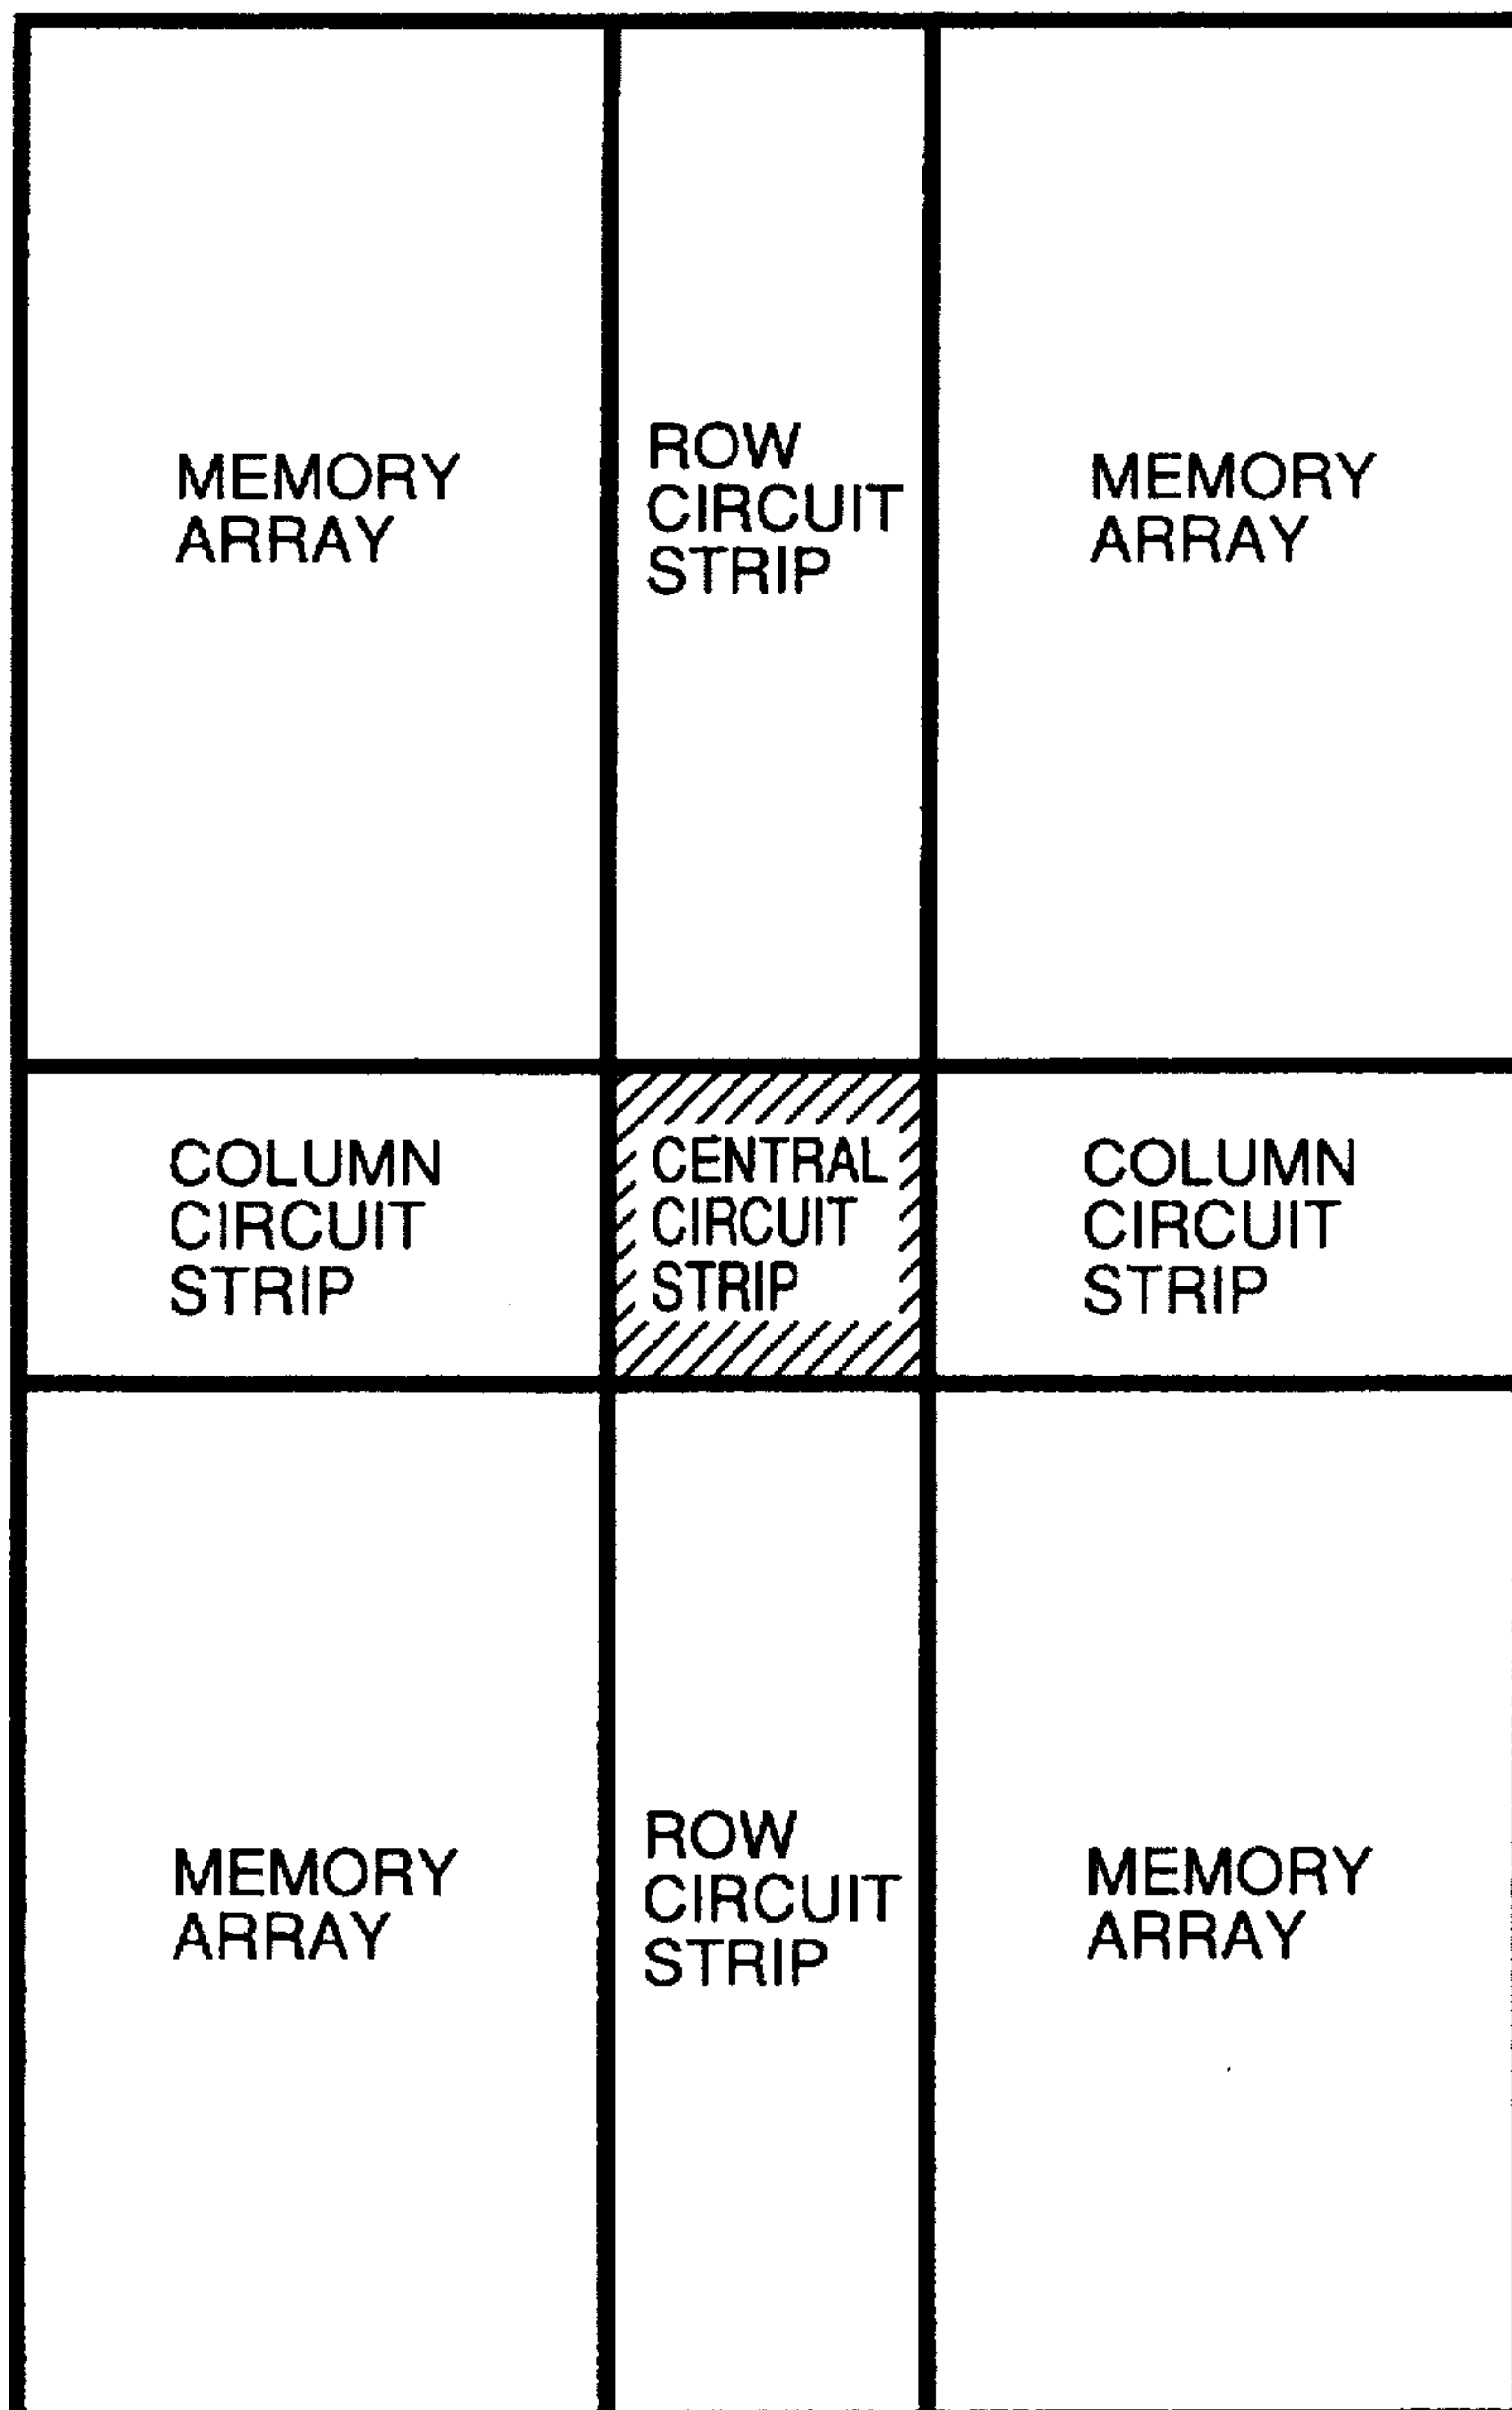 MEMORY
ARRAY
ROW
CIRCUIT
STRIP
MEMORY
ARRAY
COLUMN
CIRCUIT
STRIP
CENTRAL
CIRCUIT
STRIP
COLUMN
CIRCUIT
STRIP
MEMORY
ARRAY
ROW
CIRCUIT
STRIP
MEMORY
ARRAY